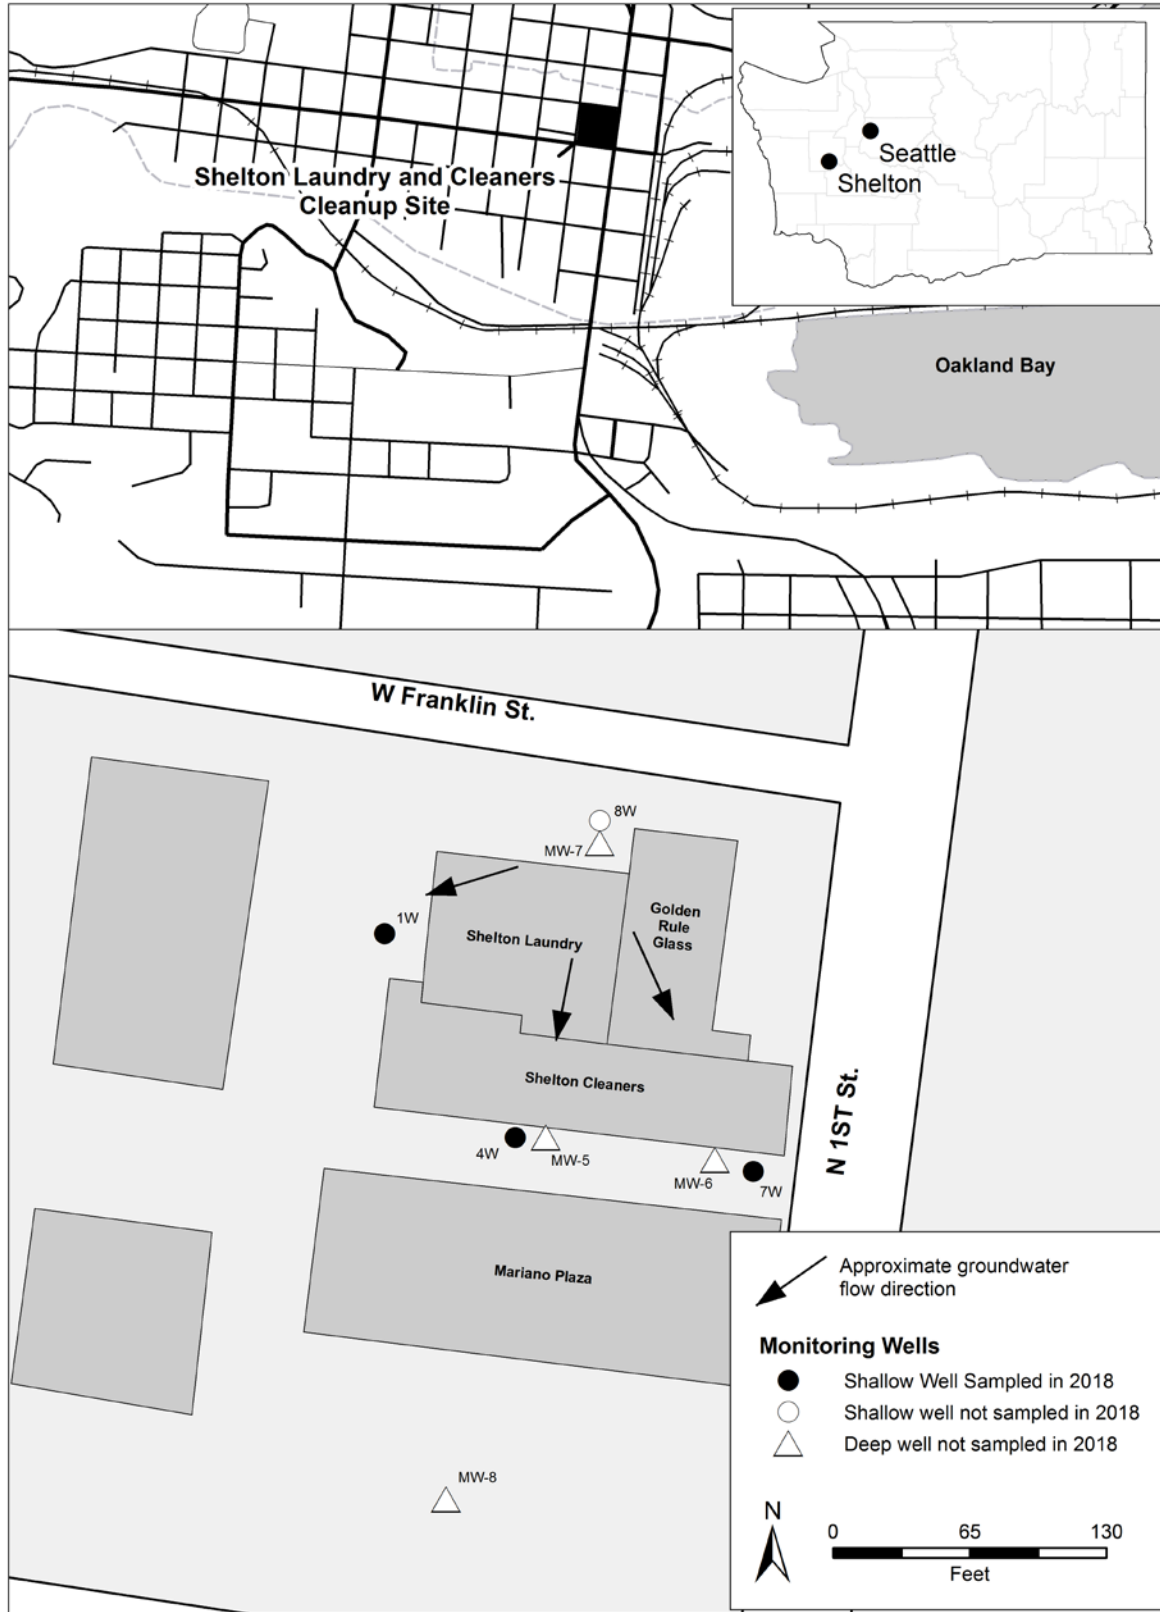 Seattle
Shelton
Shelton Laundry and Cleaners
Cleanup Site
Oakland Bay
W Franklin St.
8W
MW-7
Golden
Rule
Glass
1W
Shelton Laundry
Shelton Cleaners
N 1ST St.
4W
MW-5
MW-6
7W
Mariano Plaza
Approximate groundwater
flow direction
Monitoring Wells
Shallow Well Sampled in 2018
Shallow well not sampled in 2018
Deep well not sampled in 2018
MW-8
N
0 65 130
Feet